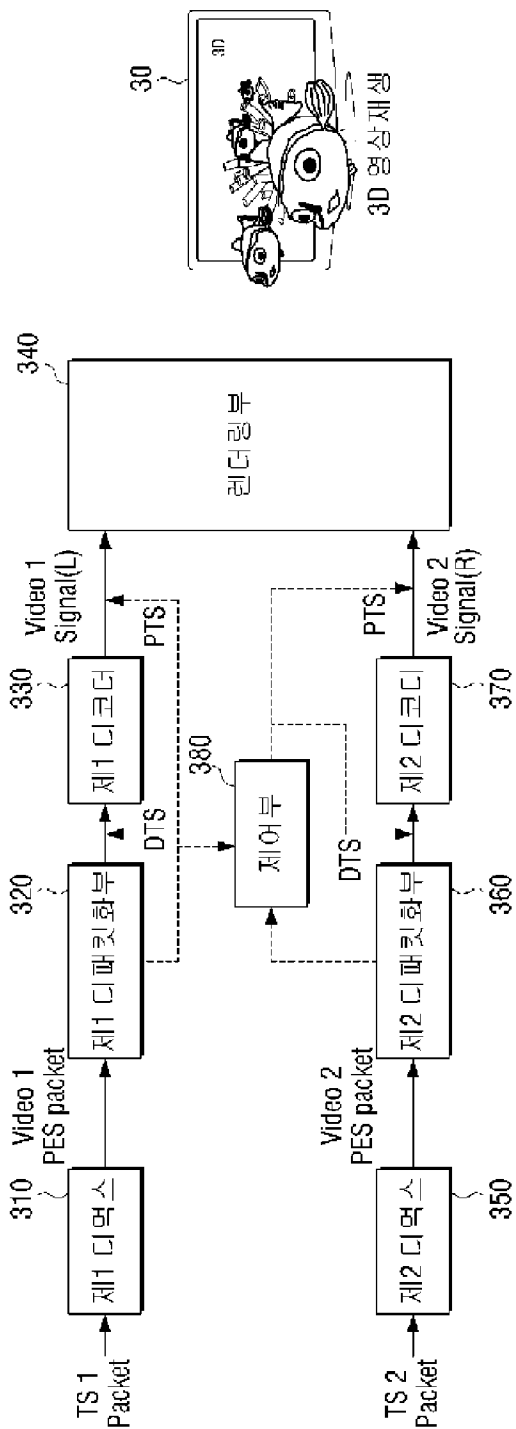 TS 1
Packet
310
제1 디먹스
Video 1
PES packet
320
제1 디패킷화부
DTS
330
제1 디코더
Video 1
Signal(L)
PTS
340
렌더링부
380
제어부
TS 2
Packet
350
제2 디먹스
Video 2
PES packet
360
제2 디패킷화부
DTS
370
제2 디코디
PTS
Video 2
Signal(R)
30
3D
3D 영상재생